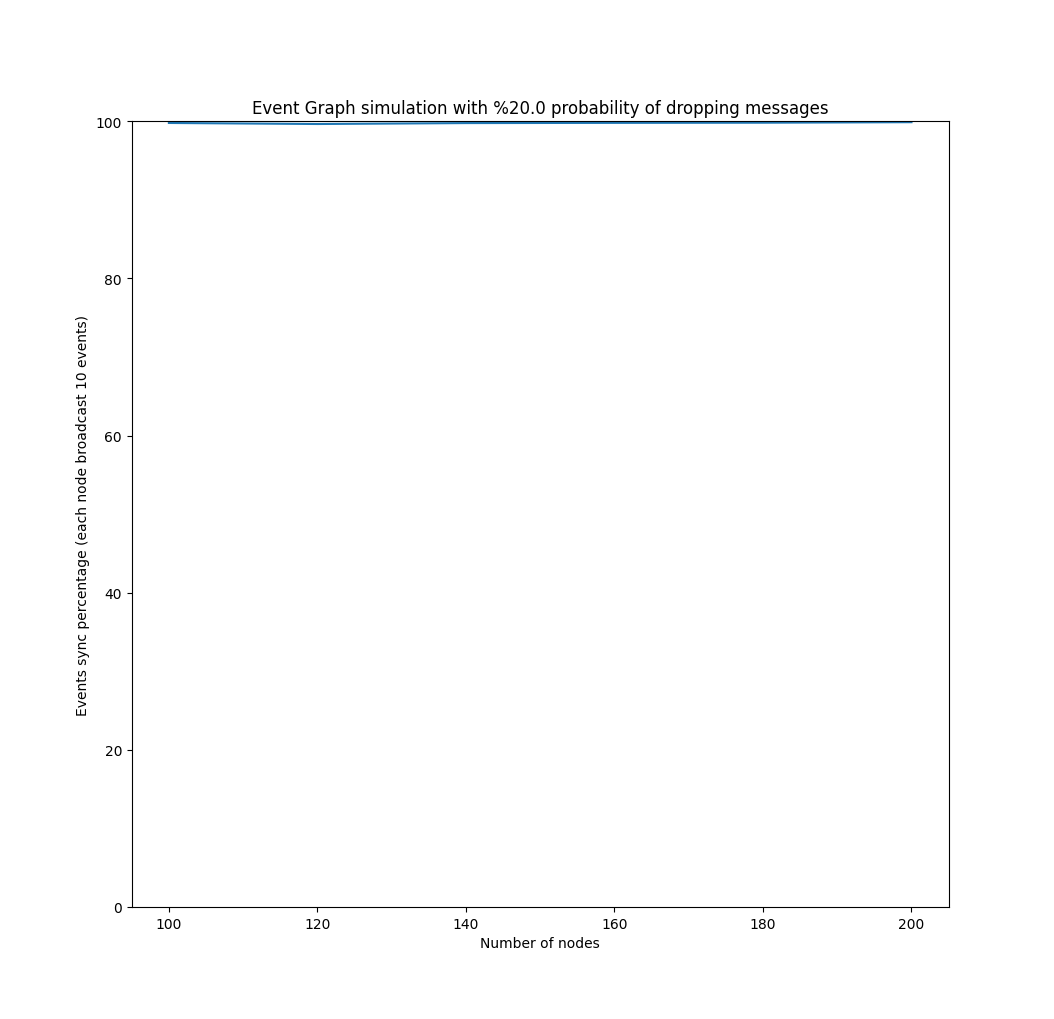 Event Graph simulation with %20.0 probability of dropping messages
100
80
60
40
20
0
Events sync percentage (each node broadcast 10 events)
100 120 140 160 180 200
Number of nodes